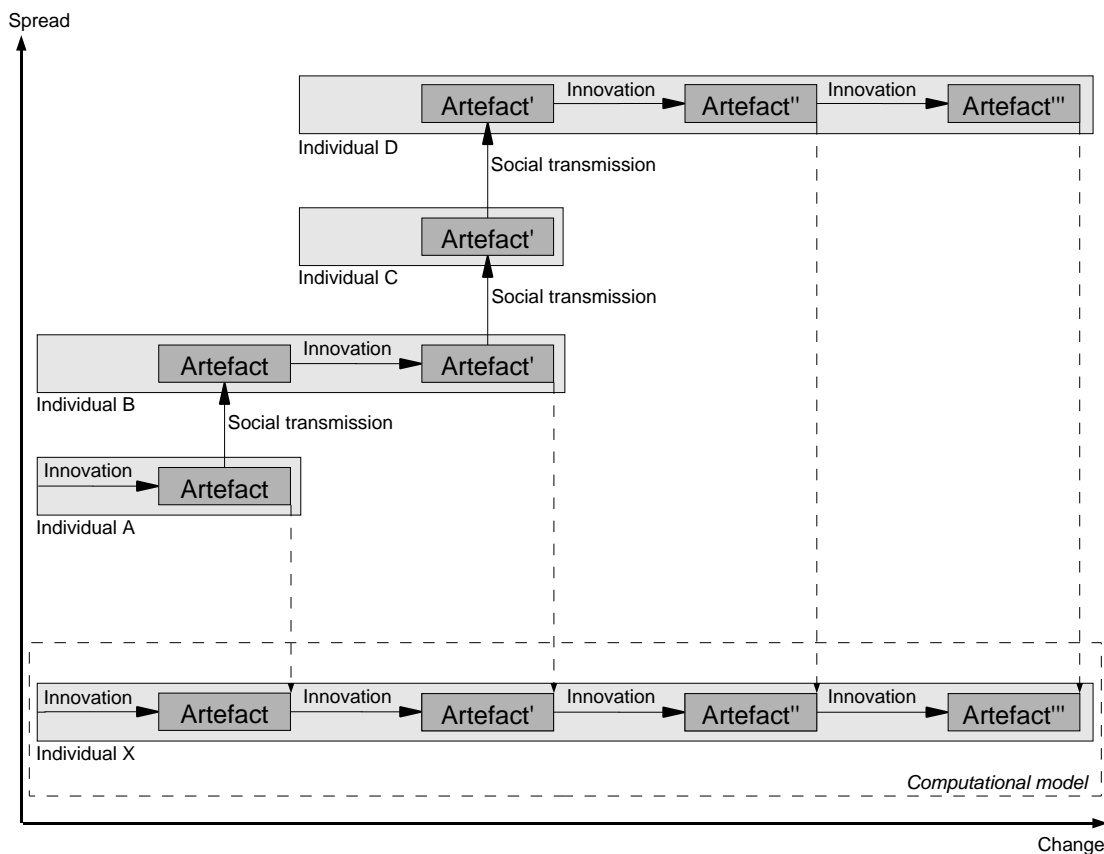 Spread
Innovation Innovation
Artefact' Artefact'' Artefact'''
Individual D
Social transmission
Artefact'
Individual C
Social transmission
Innovation
Artefact Artefact'
Individual B
Social transmission
Innovation
Artefact
Individual A
Innovation Innovation Innovation Innovation
Artefact Artefact' Artefact'' Artefact'''
Individual X
Computational model
Change